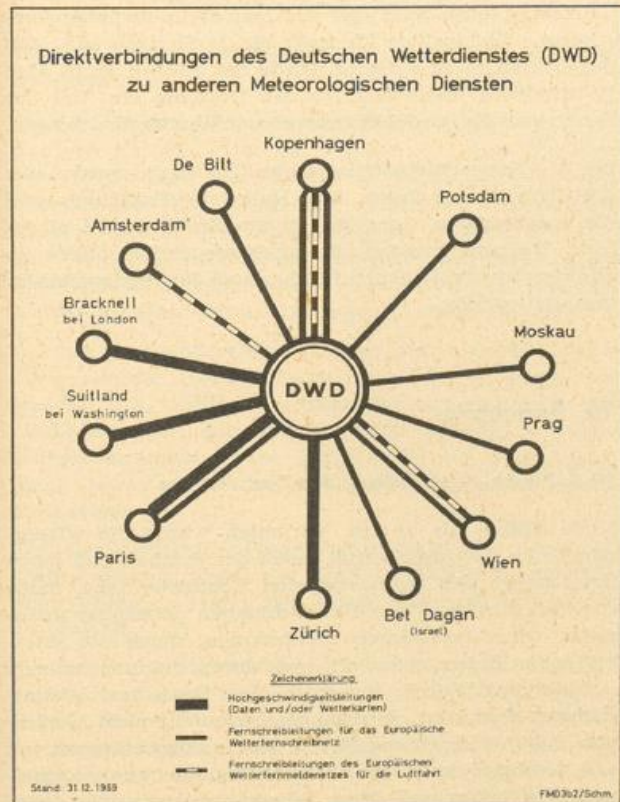 Direktverbindungen des Deutschen Wetterdienstes (DWD)
zu anderen Meteorologischen Diensten
Kopenhagen
De Bilt
Potsdam
Amsterdam
Bracknell
bei London
Moskau
DWD
Suitland
bei Washington
Prag
Paris
Wien
Zürich
Bet Dagan
(Israel)
Zeichenerklärung
Hochgeschwindigkeitsleitungen
(Daten und/oder Wetterkarten)
Fernschreibleitungen für das Europäische
Wetterfernschreibnetz
Fernschreibleitungen des Europäischen
Wetterfernmeldenetzes für die Luftfahrt
Stand: 31.12.1969
FM03b2/Schm.